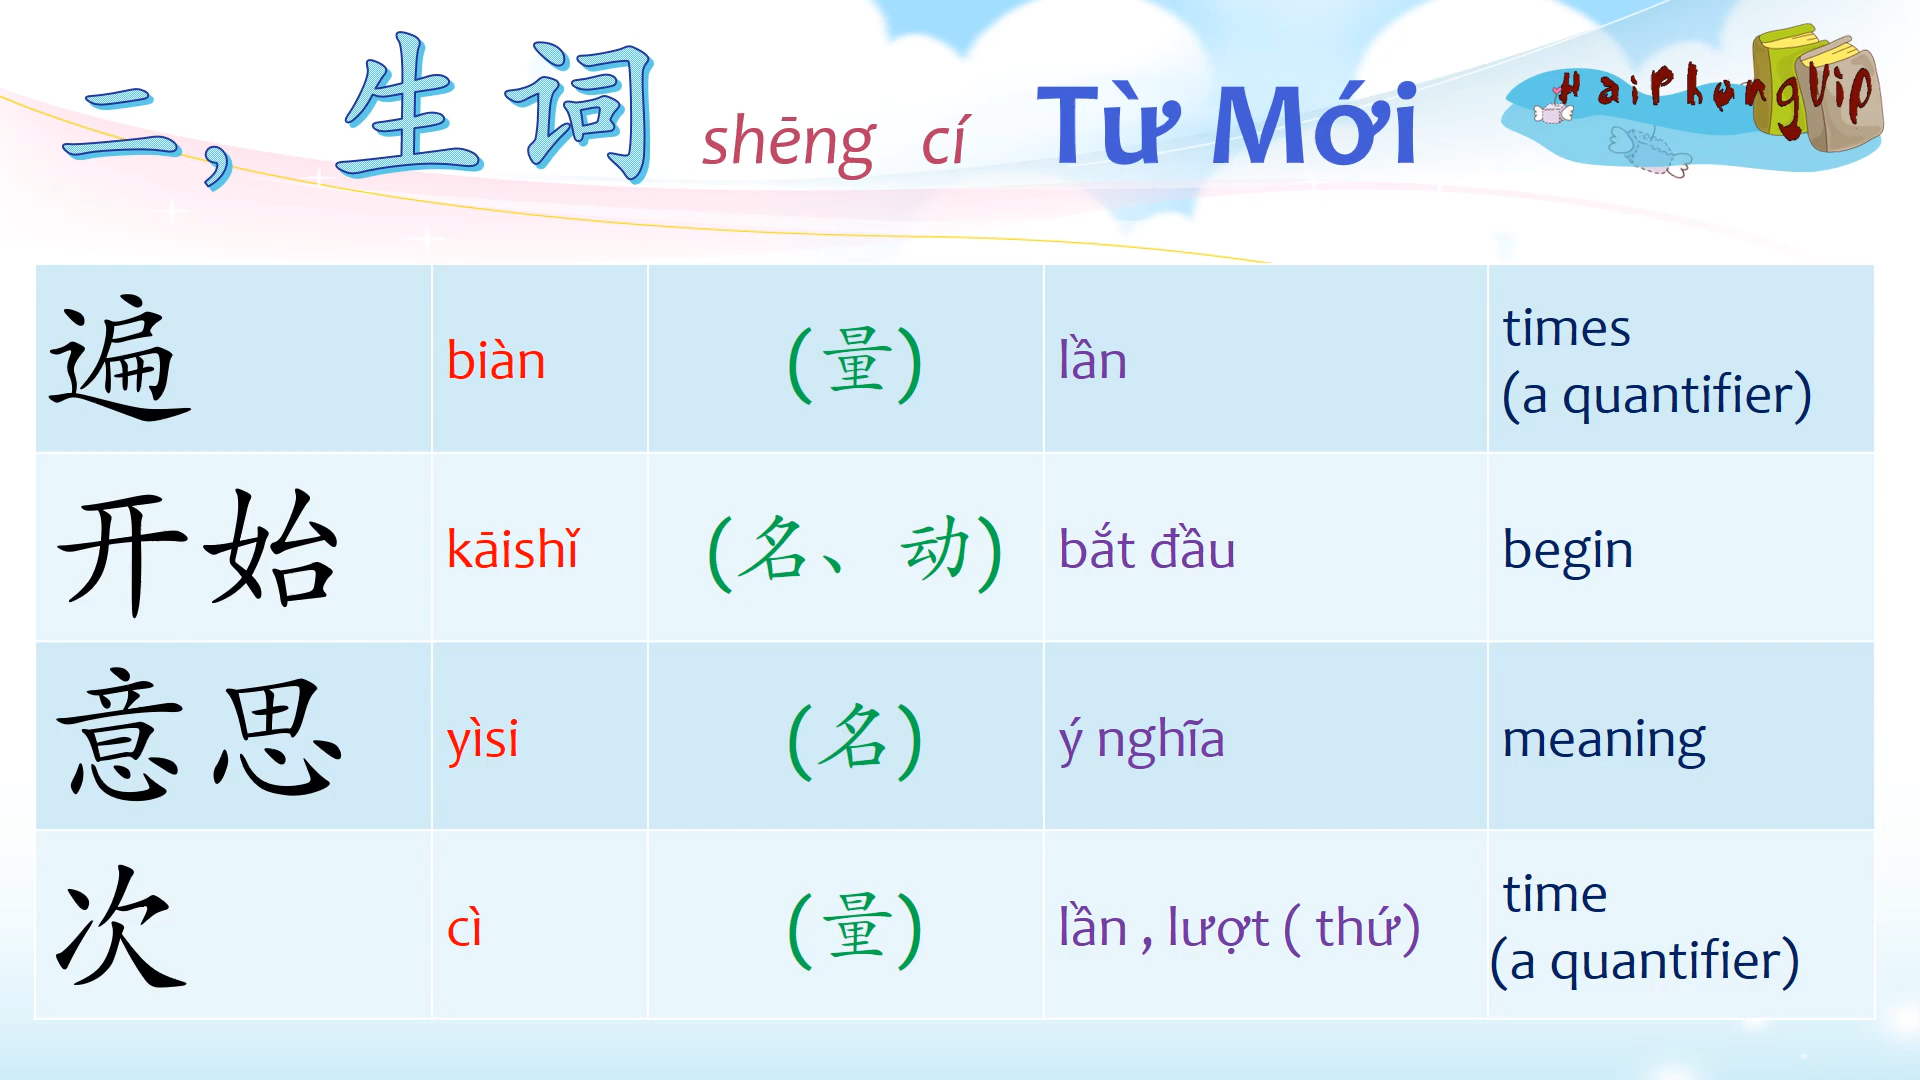 二， 生词 shēng cí Từ Mới
HaiPhongVip
遍 biàn (量) lần times
(a quantifier)
开始 kāishǐ (名、动) bắt đầu begin
意思 yìsi (名) ý nghĩa meaning
次 cì (量) lần , lượt ( thứ) time
(a quantifier)